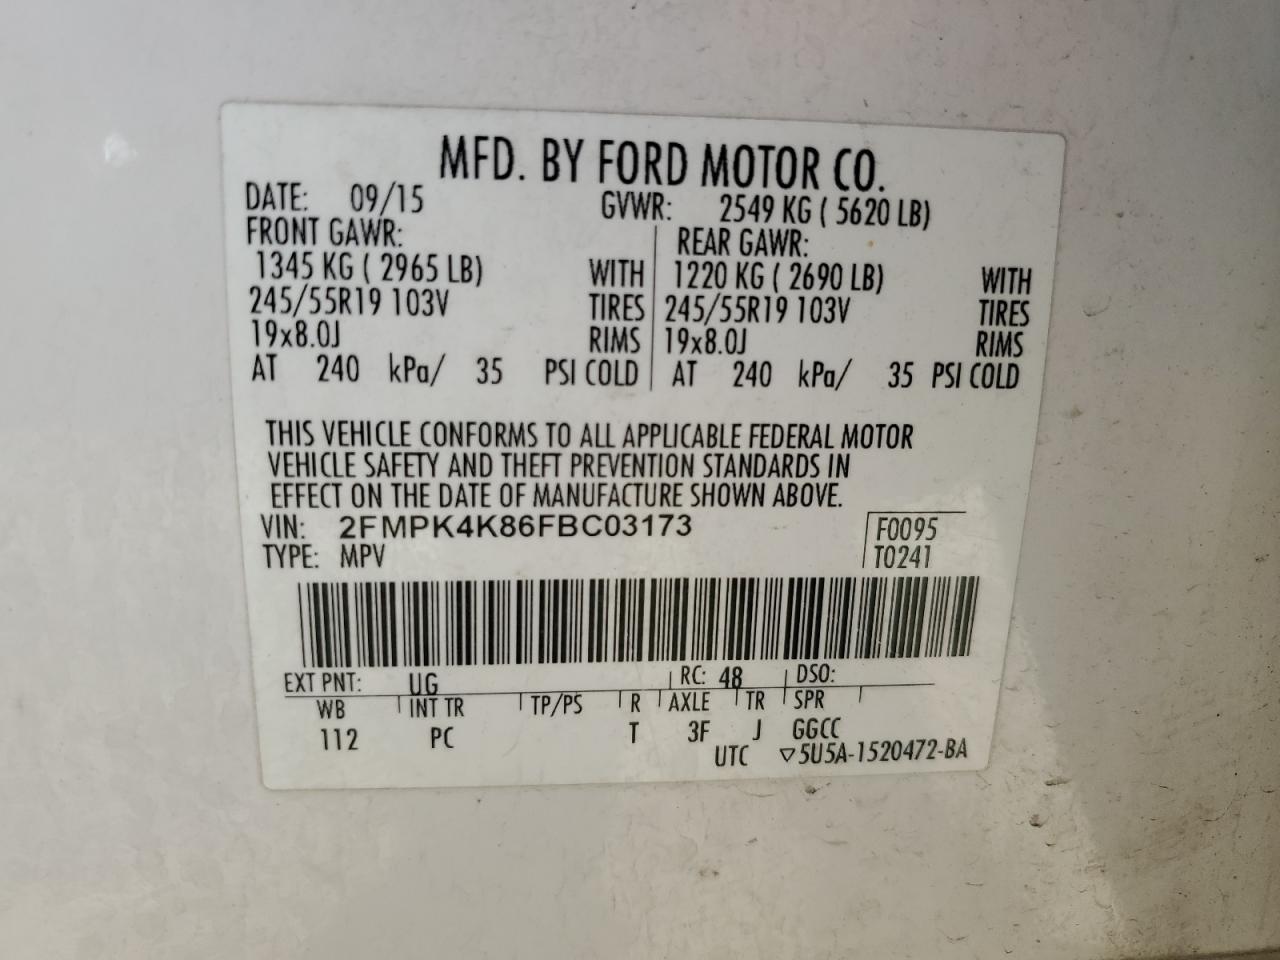 MFD. BY FORD MOTOR CO.
DATE: 09/15 GVWR: 2549 KG ( 5620 LB)
FRONT GAWR: REAR GAWR:
1345 KG ( 2965 LB) WITH 1220 KG ( 2690 LB) WITH
245/55R19 103V TIRES 245/55R19 103V TIRES
19x8.0J RIMS 19x8.0J RIMS
AT 240 kPa/ 35 PSI COLD AT 240 kPa/ 35 PSI COLD
THIS VEHICLE CONFORMS TO ALL APPLICABLE FEDERAL MOTOR
VEHICLE SAFETY AND THEFT PREVENTION STANDARDS IN
EFFECT ON THE DATE OF MANUFACTURE SHOWN ABOVE.
VIN: 2FMPK4K86FBC03173 F0095
TYPE: MPV T0241
EXT PNT: UG RC: 48 DSO:
WB INT TR TP/PS R AXLE TR SPR
112 PC T 3F J GGCC
UTC ▽5U5A-1520472-BA